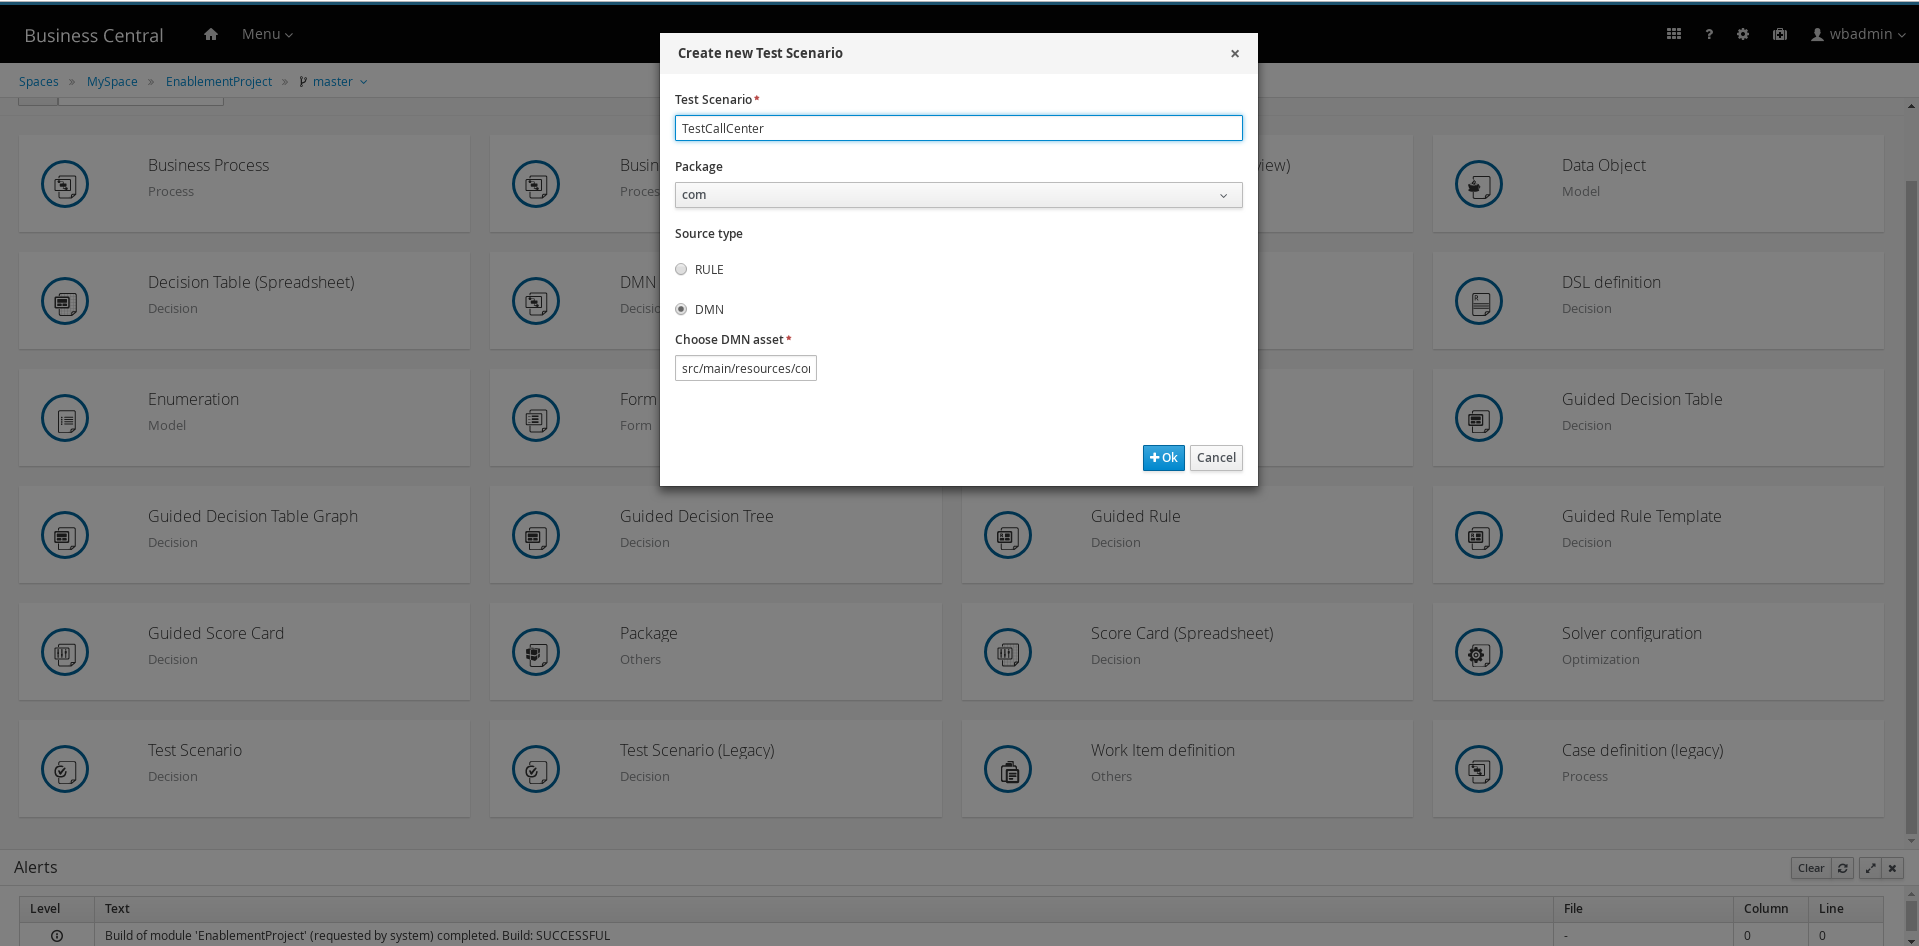 Business Central
Menu
wbadmin
Spaces » MySpace » EnablementProject » master
Create new Test Scenario ×
Test Scenario *
TestCallCenter
Package
com
Source type
RULE
DMN
Choose DMN asset *
src/main/resources/
+ Ok Cancel
Business Process
Process
Data Object
Model
Decision Table (Spreadsheet)
Decision
DMN
DSL definition
Decision
Enumeration
Model
Form
Form
Guided Decision Table
Decision
Guided Decision Table Graph
Decision
Guided Decision Tree
Decision
Guided Rule
Decision
Guided Rule Template
Decision
Guided Score Card
Decision
Package
Others
Score Card (Spreadsheet)
Decision
Solver configuration
Optimization
Test Scenario
Decision
Test Scenario (Legacy)
Decision
Work Item definition
Others
Case definition (legacy)
Process
Alerts
Clear
Level Text File Column Line
Build of module 'EnablementProject' (requested by system) completed. Build: SUCCESSFUL - 0 0